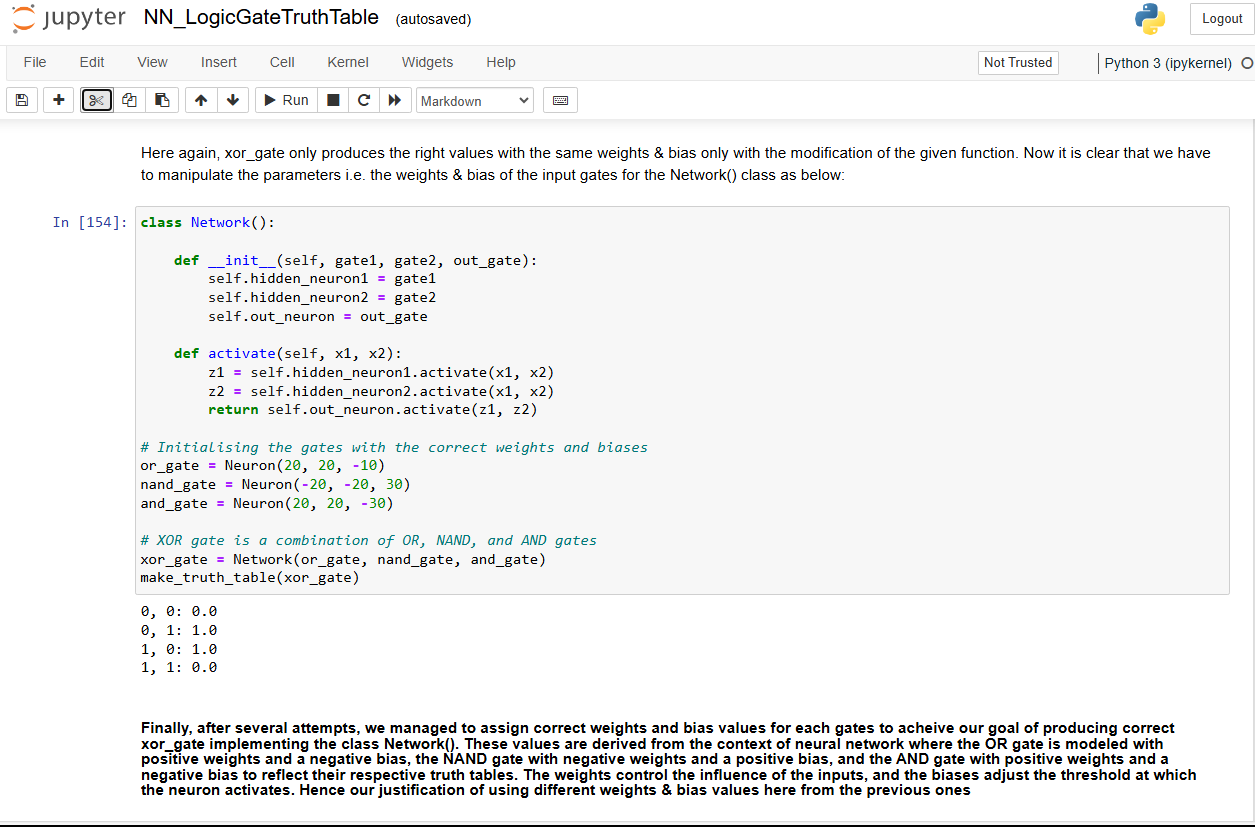 jupyter NN_LogicGateTruthTable (autosaved) Logout
File Edit View Insert Cell Kernel Widgets Help Not Trusted Python 3 (ipykernel)
Run Markdown
Here again, xor_gate only produces the right values with the same weights & bias only with the modification of the given function. Now it is clear that we have
to manipulate the parameters i.e. the weights & bias of the input gates for the Network() class as below:
In [154]: class Network():
def __init__(self, gate1, gate2, out_gate):
self.hidden_neuron1 = gate1
self.hidden_neuron2 = gate2
self.out_neuron = out_gate
def activate(self, x1, x2):
z1 = self.hidden_neuron1.activate(x1, x2)
z2 = self.hidden_neuron2.activate(x1, x2)
return self.out_neuron.activate(z1, z2)
# Initialising the gates with the correct weights and biases
or_gate = Neuron(20, 20, -10)
nand_gate = Neuron(-20, -20, 30)
and_gate = Neuron(20, 20, -30)
# XOR gate is a combination of OR, NAND, and AND gates
xor_gate = Network(or_gate, nand_gate, and_gate)
make_truth_table(xor_gate)
0, 0: 0.0
0, 1: 1.0
1, 0: 1.0
1, 1: 0.0
Finally, after several attempts, we managed to assign correct weights and bias values for each gates to acheive our goal of producing correct
xor_gate implementing the class Network(). These values are derived from the context of neural network where the OR gate is modeled with
positive weights and a negative bias, the NAND gate with negative weights and a positive bias, and the AND gate with positive weights and a
negative bias to reflect their respective truth tables. The weights control the influence of the inputs, and the biases adjust the threshold at which
the neuron activates. Hence our justification of using different weights & bias values here from the previous ones